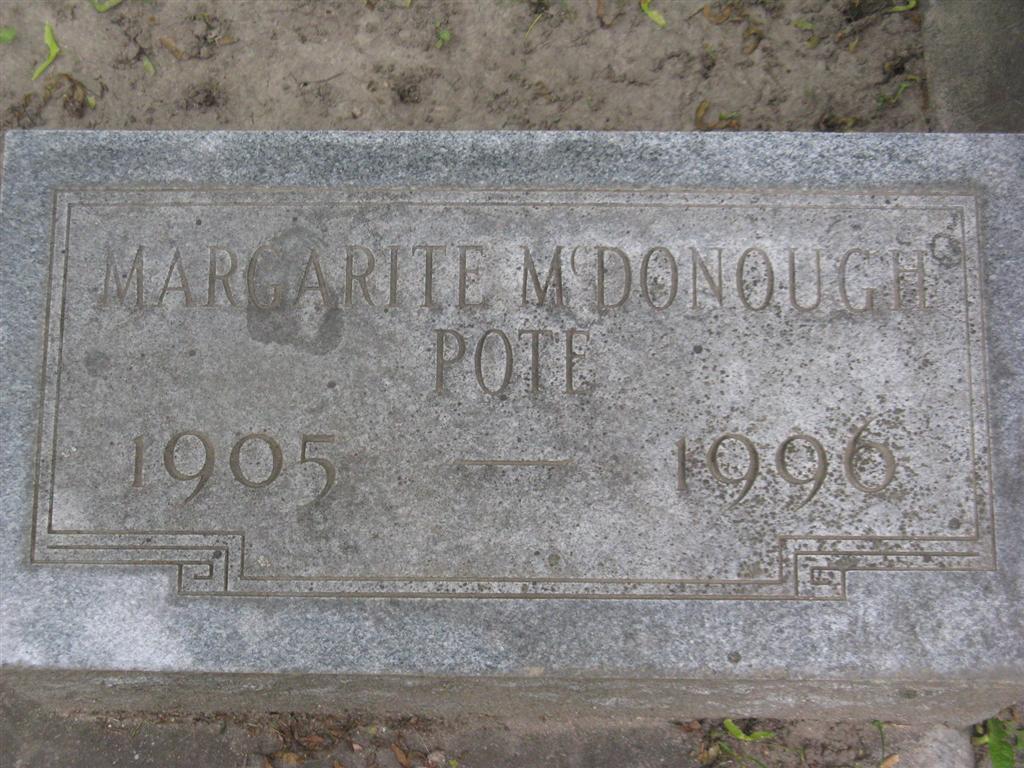 MARGARITE McDONOUGH
POTE
1905 — 1996